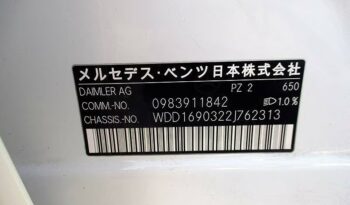 メルセデス・ベンツ日本株式会社
DAIMLER AG PZ 2 650
COMM.-NO. 0983911842 1.0%
CHASSIS.-NO. WDD1690322J762313